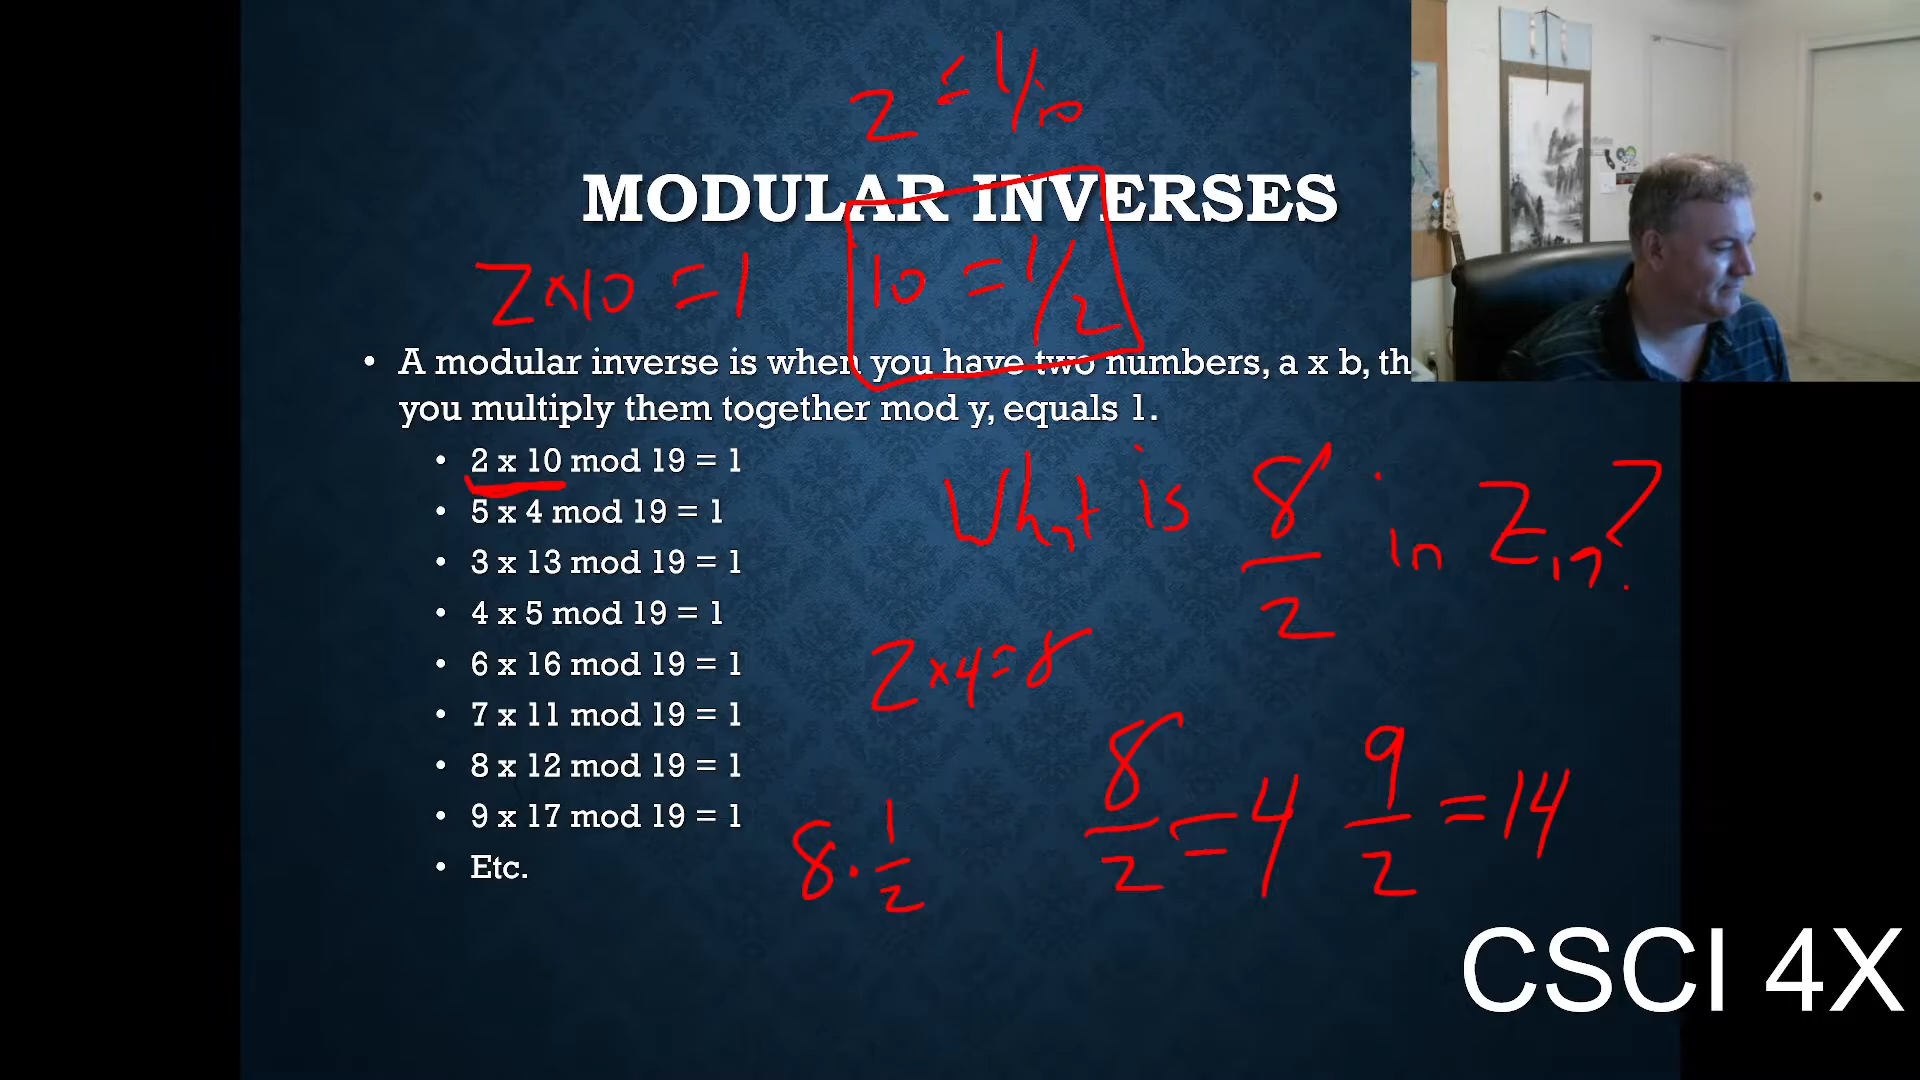 2 = 1/10
MODULAR INVERSES
2 x 10 = 1
10 = 1/2
• A modular inverse is when you have two numbers, a x b, th
you multiply them together mod y, equals 1.
• 2 x 10 mod 19 = 1
• 5 x 4 mod 19 = 1
• 3 x 13 mod 19 = 1
• 4 x 5 mod 19 = 1
• 6 x 16 mod 19 = 1
• 7 x 11 mod 19 = 1
• 8 x 12 mod 19 = 1
• 9 x 17 mod 19 = 1
• Etc.
What is 8/2 in Z19?
2 x 4 = 8
8 · 1/2
8/2 = 4
9/2 = 14
CSCI 4X